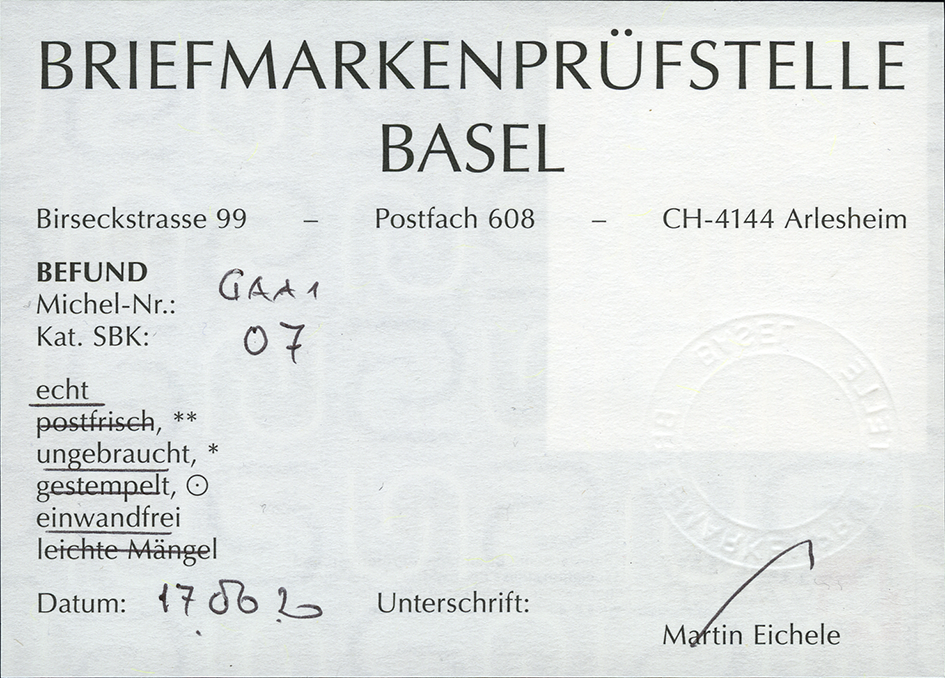 BRIEFMARKENPRÜFSTELLE
BASEL
Birseckstrasse 99 – Postfach 608 – CH-4144 Arlesheim
BEFUND
Michel-Nr.: GAA1
Kat. SBK: 07
echt
postfrisch, **
ungebraucht, *
gestempelt, ⊙
einwandfrei
leichte Mängel
Datum: 17.06 20 Unterschrift:
Martin Eichele